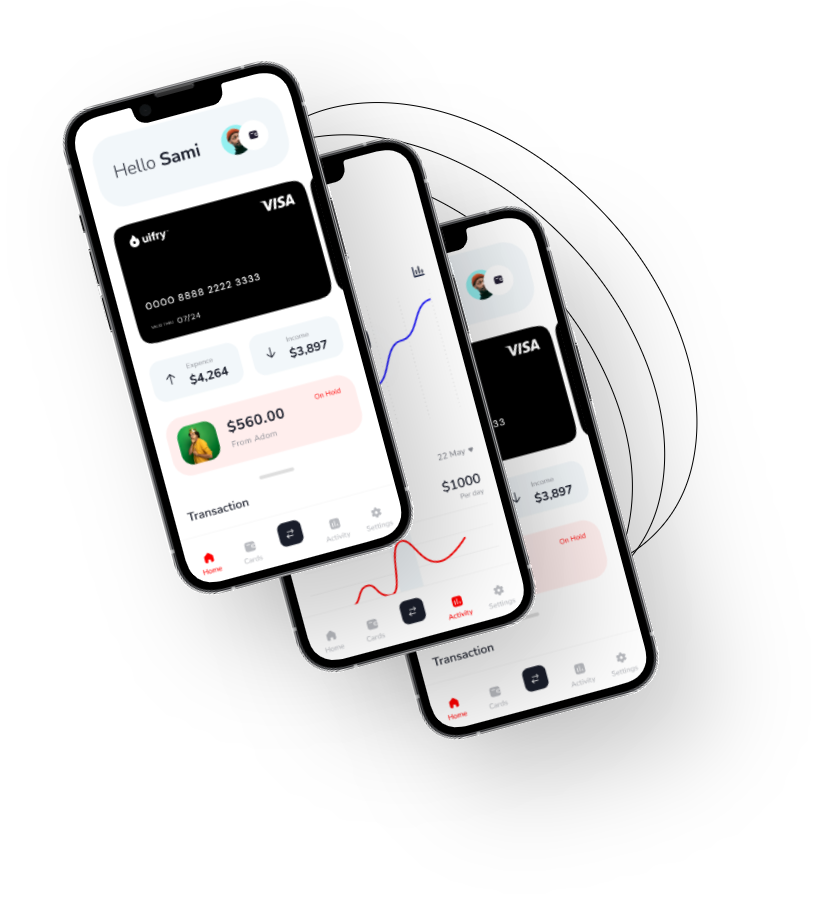 Hello Sami
VISA
uifry
0000 8888 2222 3333
VALID THRU 07/24
Expence
$4,264
Income
$3,897
On Hold
$560.00
From Adom
Transaction
Home
Cards
Activity
Settings
22 May
$1000
Per day
Home
Cards
Activity
Settings
VISA
33
Income
$3,897
On Hold
Transaction
Home
Cards
Activity
Settings